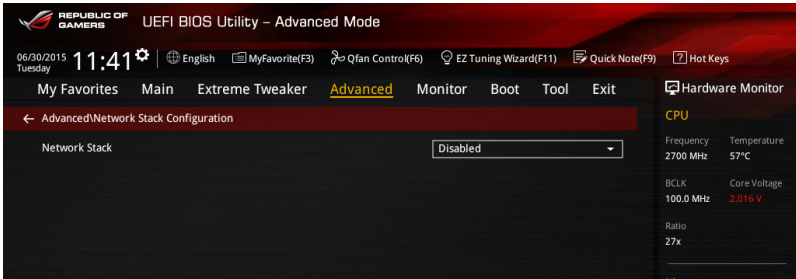 REPUBLIC OF
GAMERS
UEFI BIOS Utility – Advanced Mode
06/30/2015
Tuesday
11:41
English
MyFavorite(F3)
Qfan Control(F6)
EZ Tuning Wizard(F11)
Quick Note(F9)
? Hot Keys
My Favorites Main Extreme Tweaker Advanced Monitor Boot Tool Exit
Hardware Monitor
← Advanced\Network Stack Configuration
Network Stack Disabled
CPU
Frequency Temperature
2700 MHz 57°C
BCLK Core Voltage
100.0 MHz 2.016 V
Ratio
27x